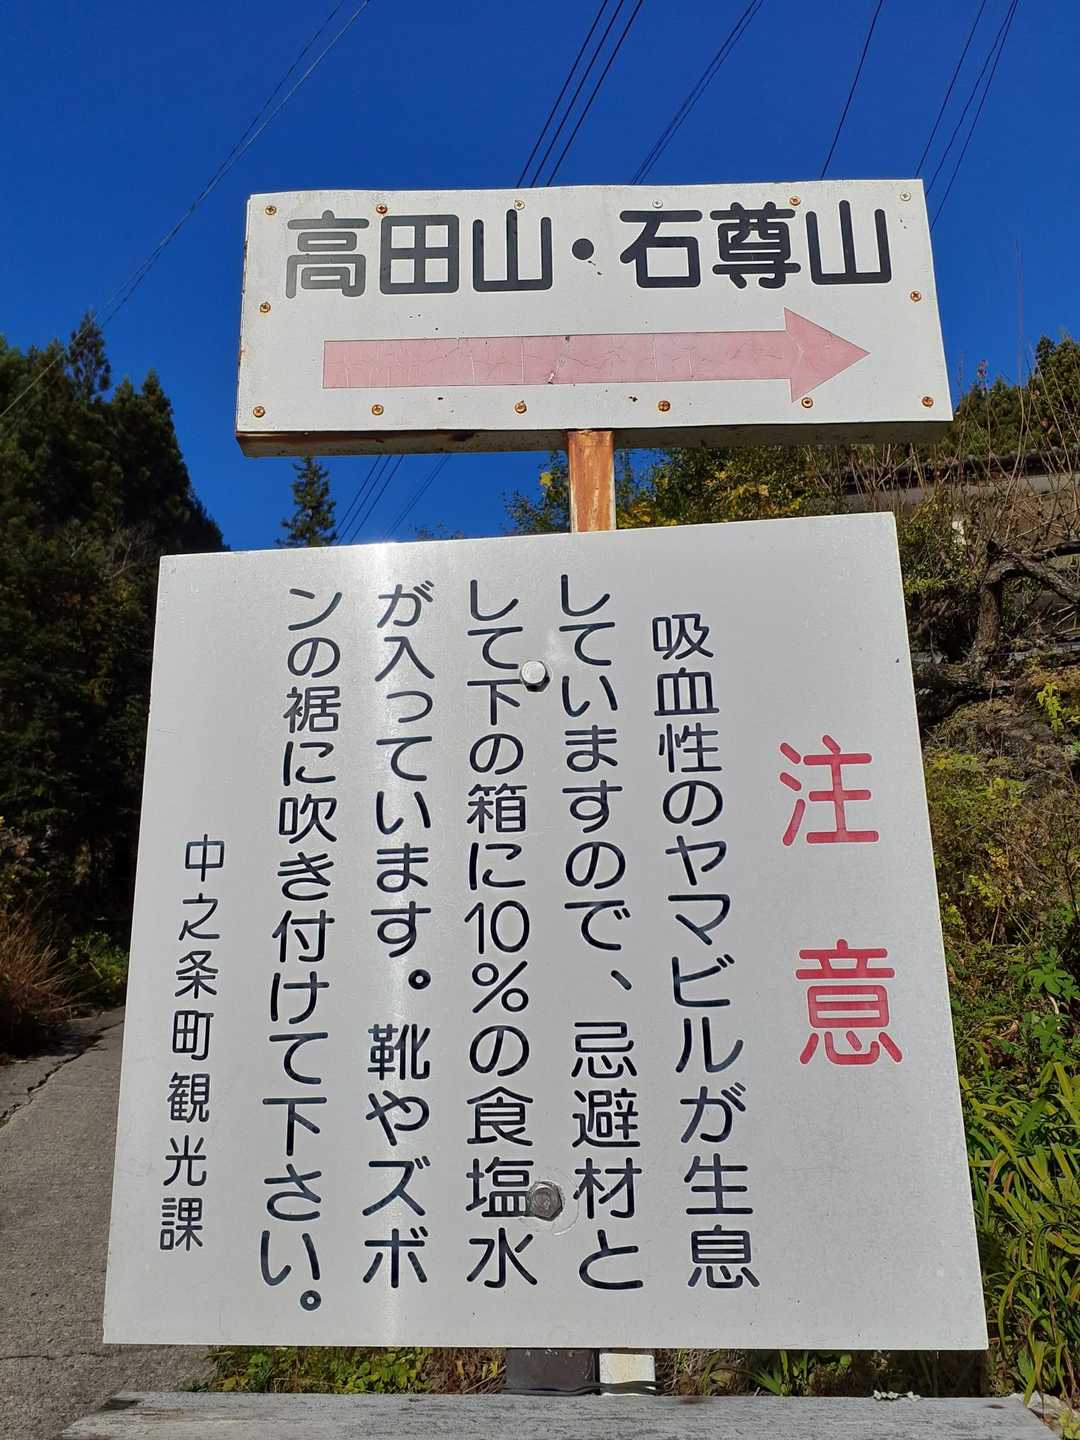 高田山・石尊山
注意
吸血性のヤマビルが生息
していますので、忌避材と
して下の箱に10%の食塩水
が入っています。靴やズボ
ンの裾に吹き付けて下さい。
中之条町観光課